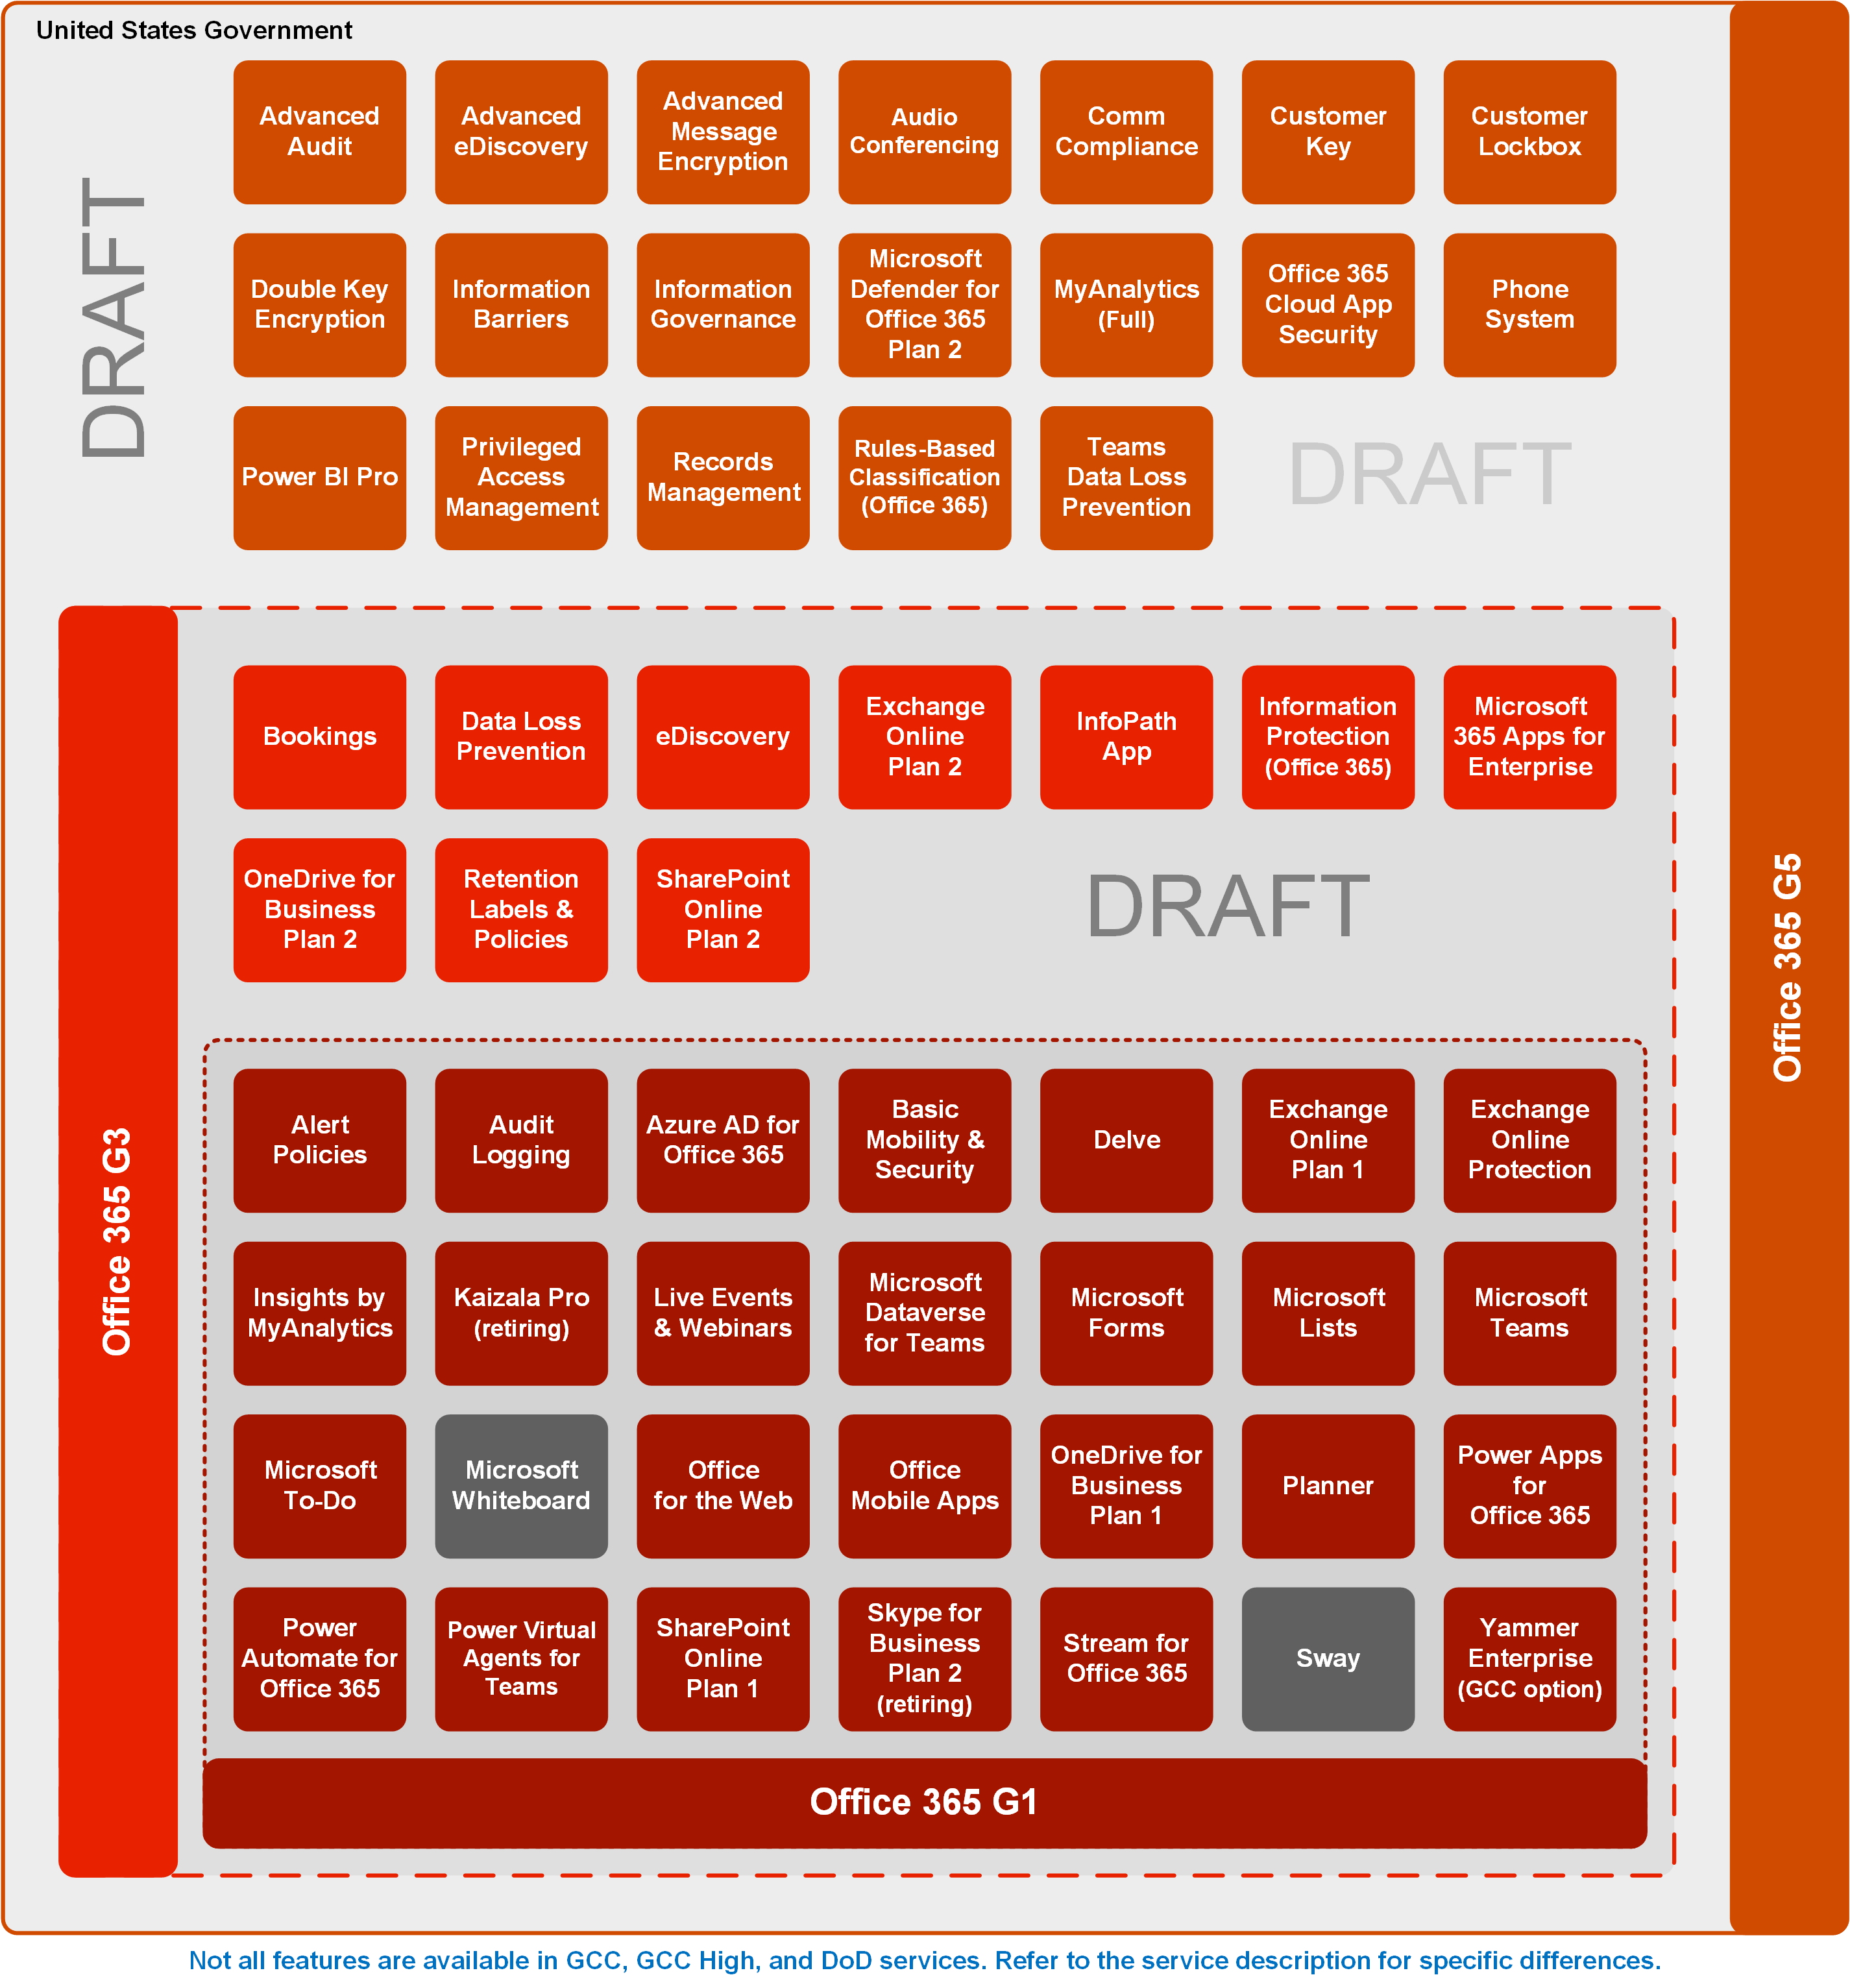 United States Government
Advanced
Audit
Advanced
eDiscovery
Advanced
Message
Encryption
Audio
Conferencing
Comm
Compliance
Customer
Key
Customer
Lockbox
DRAFT
Double Key
Encryption
Information
Barriers
Information
Governance
Microsoft
Defender for
Office 365
Plan 2
MyAnalytics
(Full)
Office 365
Cloud App
Security
Phone
System
Power BI Pro
Privileged
Access
Management
Records
Management
Rules-Based
Classification
(Office 365)
Teams
Data Loss
Prevention
DRAFT
Office 365 G5
Office 365 G3
Bookings
Data Loss
Prevention
eDiscovery
Exchange
Online
Plan 2
InfoPath
App
Information
Protection
(Office 365)
Microsoft
365 Apps for
Enterprise
OneDrive for
Business
Plan 2
Retention
Labels &
Policies
SharePoint
Online
Plan 2
DRAFT
Alert
Policies
Audit
Logging
Azure AD for
Office 365
Basic
Mobility &
Security
Delve
Exchange
Online
Plan 1
Exchange
Online
Protection
Insights by
MyAnalytics
Kaizala Pro
(retiring)
Live Events
& Webinars
Microsoft
Dataverse
for Teams
Microsoft
Forms
Microsoft
Lists
Microsoft
Teams
Microsoft
To-Do
Microsoft
Whiteboard
Office
for the Web
Office
Mobile Apps
OneDrive for
Business
Plan 1
Planner
Power Apps
for
Office 365
Power
Automate for
Office 365
Power Virtual
Agents for
Teams
SharePoint
Online
Plan 1
Skype for
Business
Plan 2
(retiring)
Stream for
Office 365
Sway
Yammer
Enterprise
(GCC option)
Office 365 G1
Not all features are available in GCC, GCC High, and DoD services. Refer to the service description for specific differences.